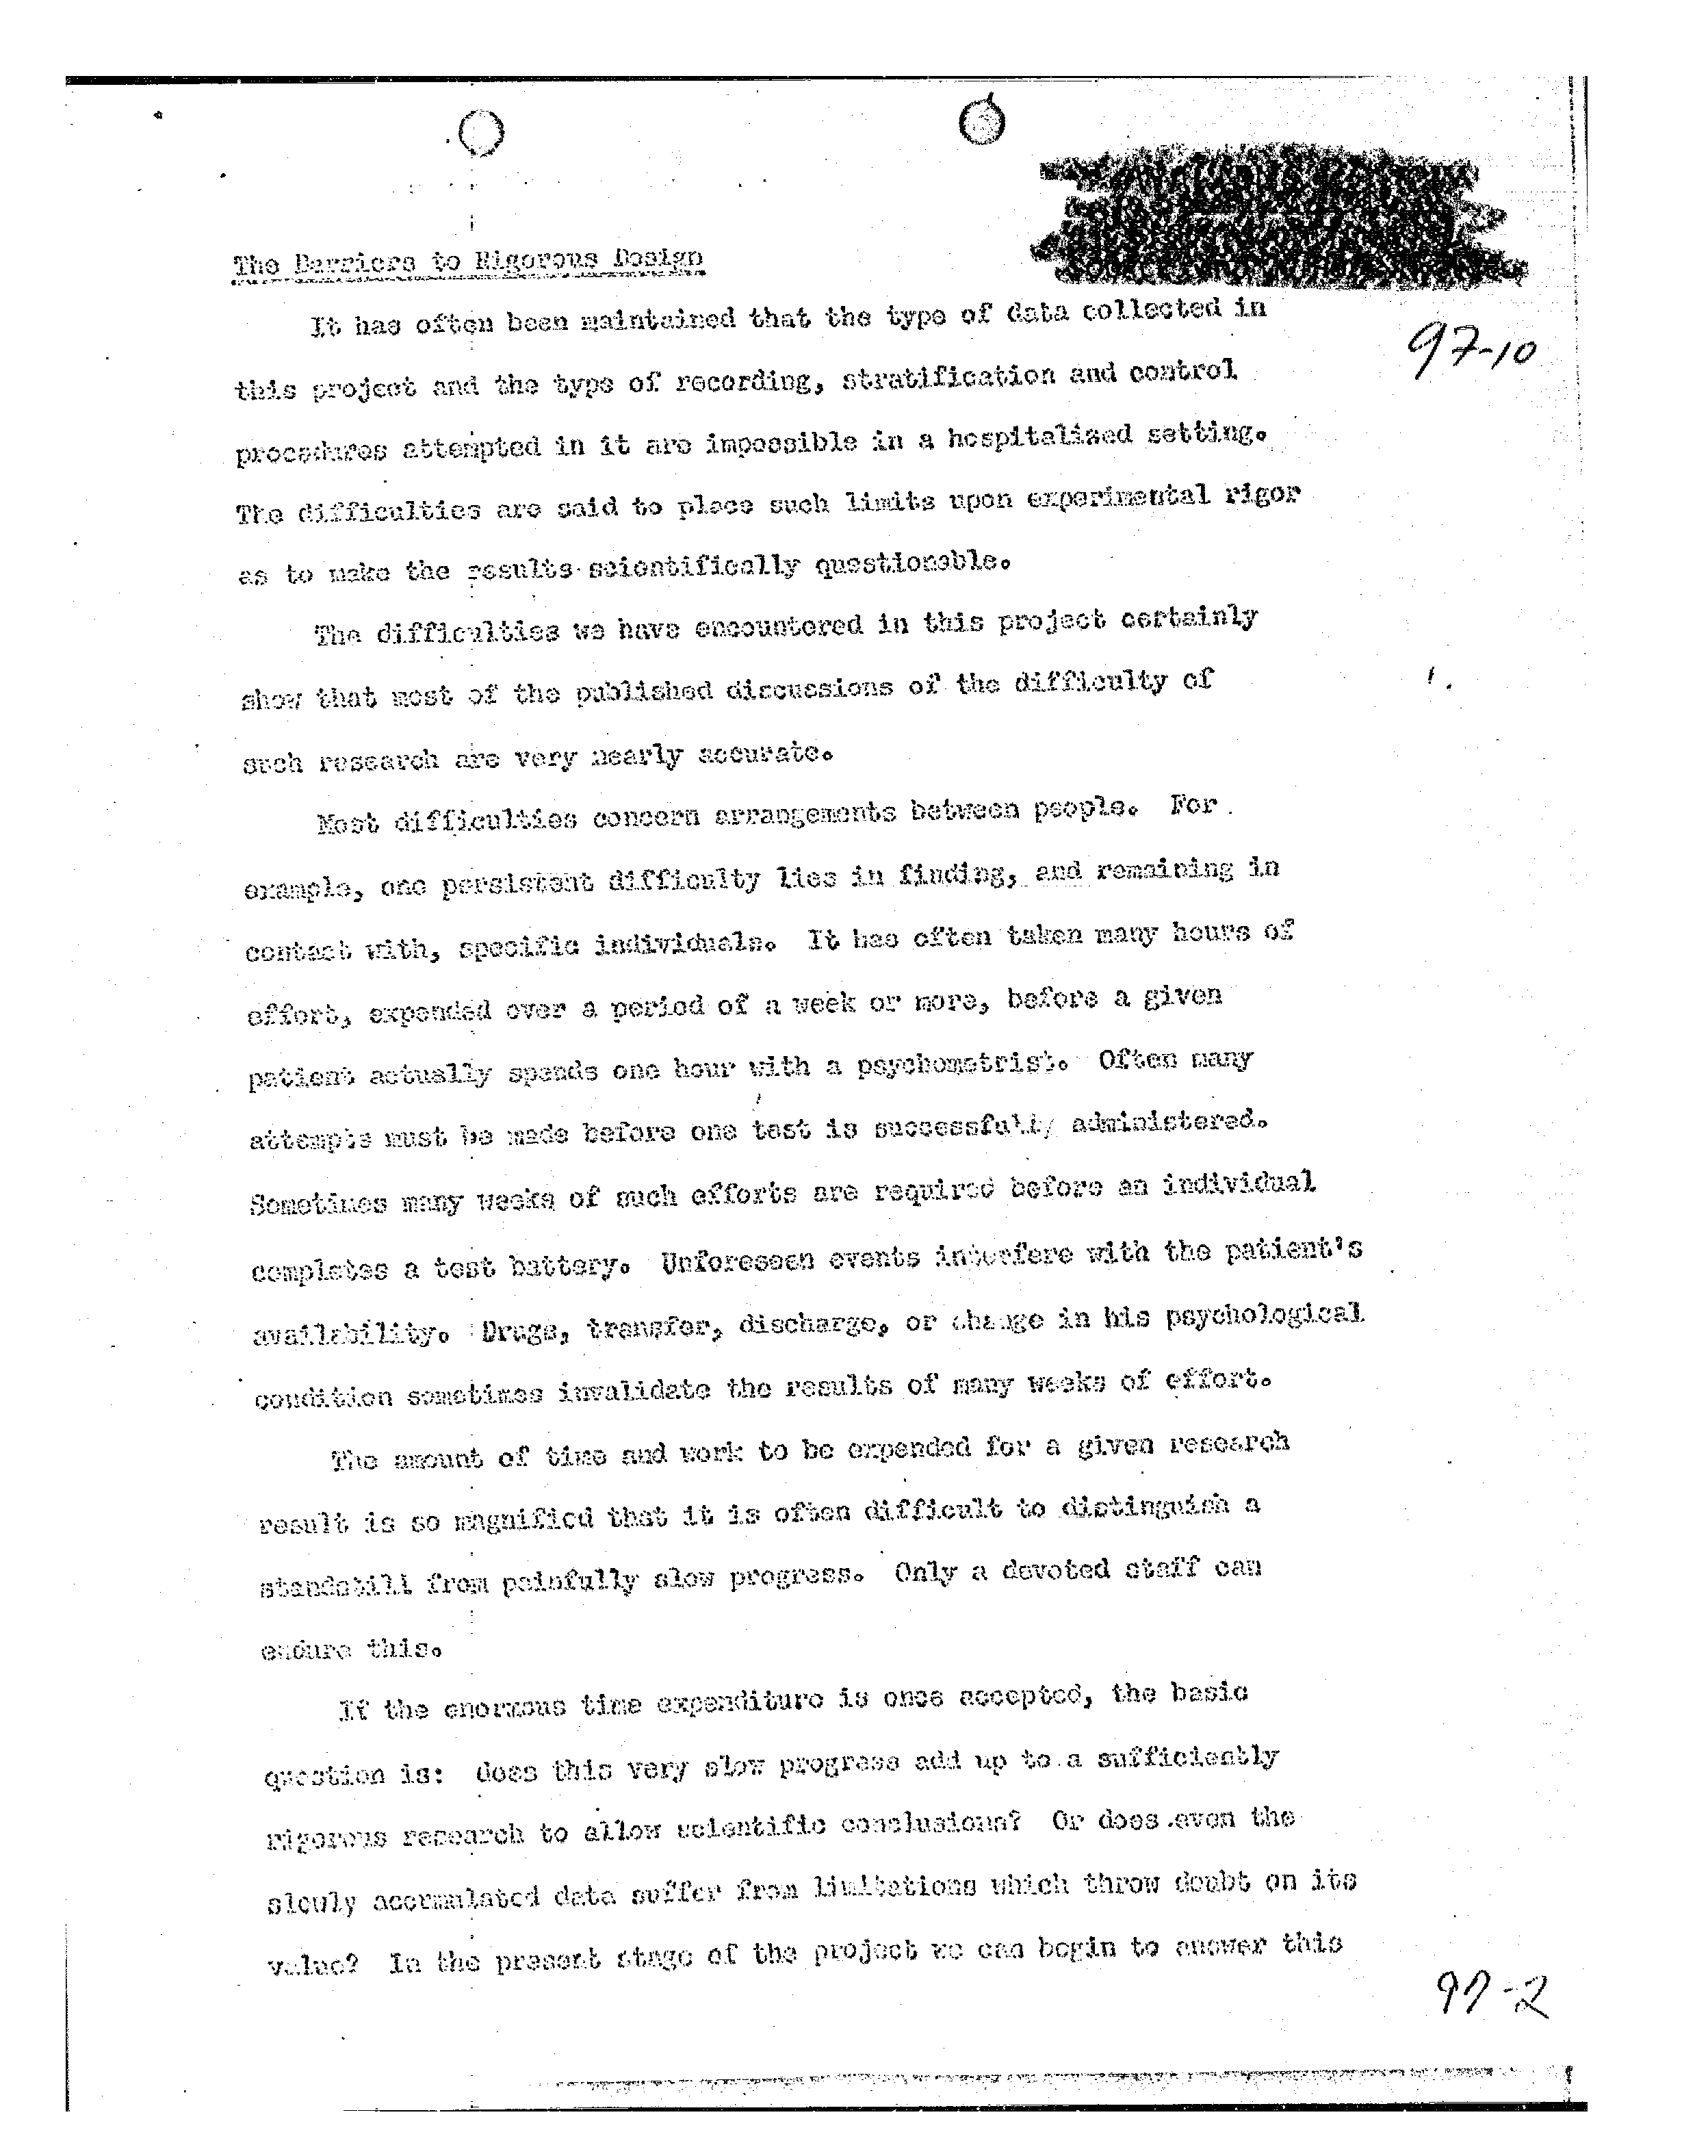 The Barriers to Rigorous Design
It has often been maintained that the type of data collected in
97-10
this project and the type of recording, stratification and control
procedures attempted in it are impossible in a hospitalized setting.
The difficulties are said to place such limits upon experimental rigor
as to make the results scientifically questionable.
The difficulties we have encountered in this project certainly
show that most of the published discussions of the difficulty of
such research are very nearly accurate.
Most difficulties concern arrangements between people. For
example, one persistent difficulty lies in finding, and remaining in
contact with, specific individuals. It has often taken many hours of
effort, expended over a period of a week or more, before a given
patient actually spends one hour with a psychometrist. Often many
attempts must be made before one test is successfully administered.
Sometimes many weeks of such efforts are required before an individual
completes a test battery. Unforeseen events interfere with the patient's
availability. Drugs, transfer, discharge, or change in his psychological
condition sometimes invalidate the results of many weeks of effort.
The amount of time and work to be expended for a given research
result is so magnified that it is often difficult to distinguish a
standstill from painfully slow progress. Only a devoted staff can
endure this.
If the enormous time expenditure is once accepted, the basic
question is: does this very slow progress add up to a sufficiently
rigorous research to allow scientific conclusions? Or does even the
slowly accumulated data suffer from limitations which throw doubt on its
value? In the present stage of the project we can begin to answer this
97-2